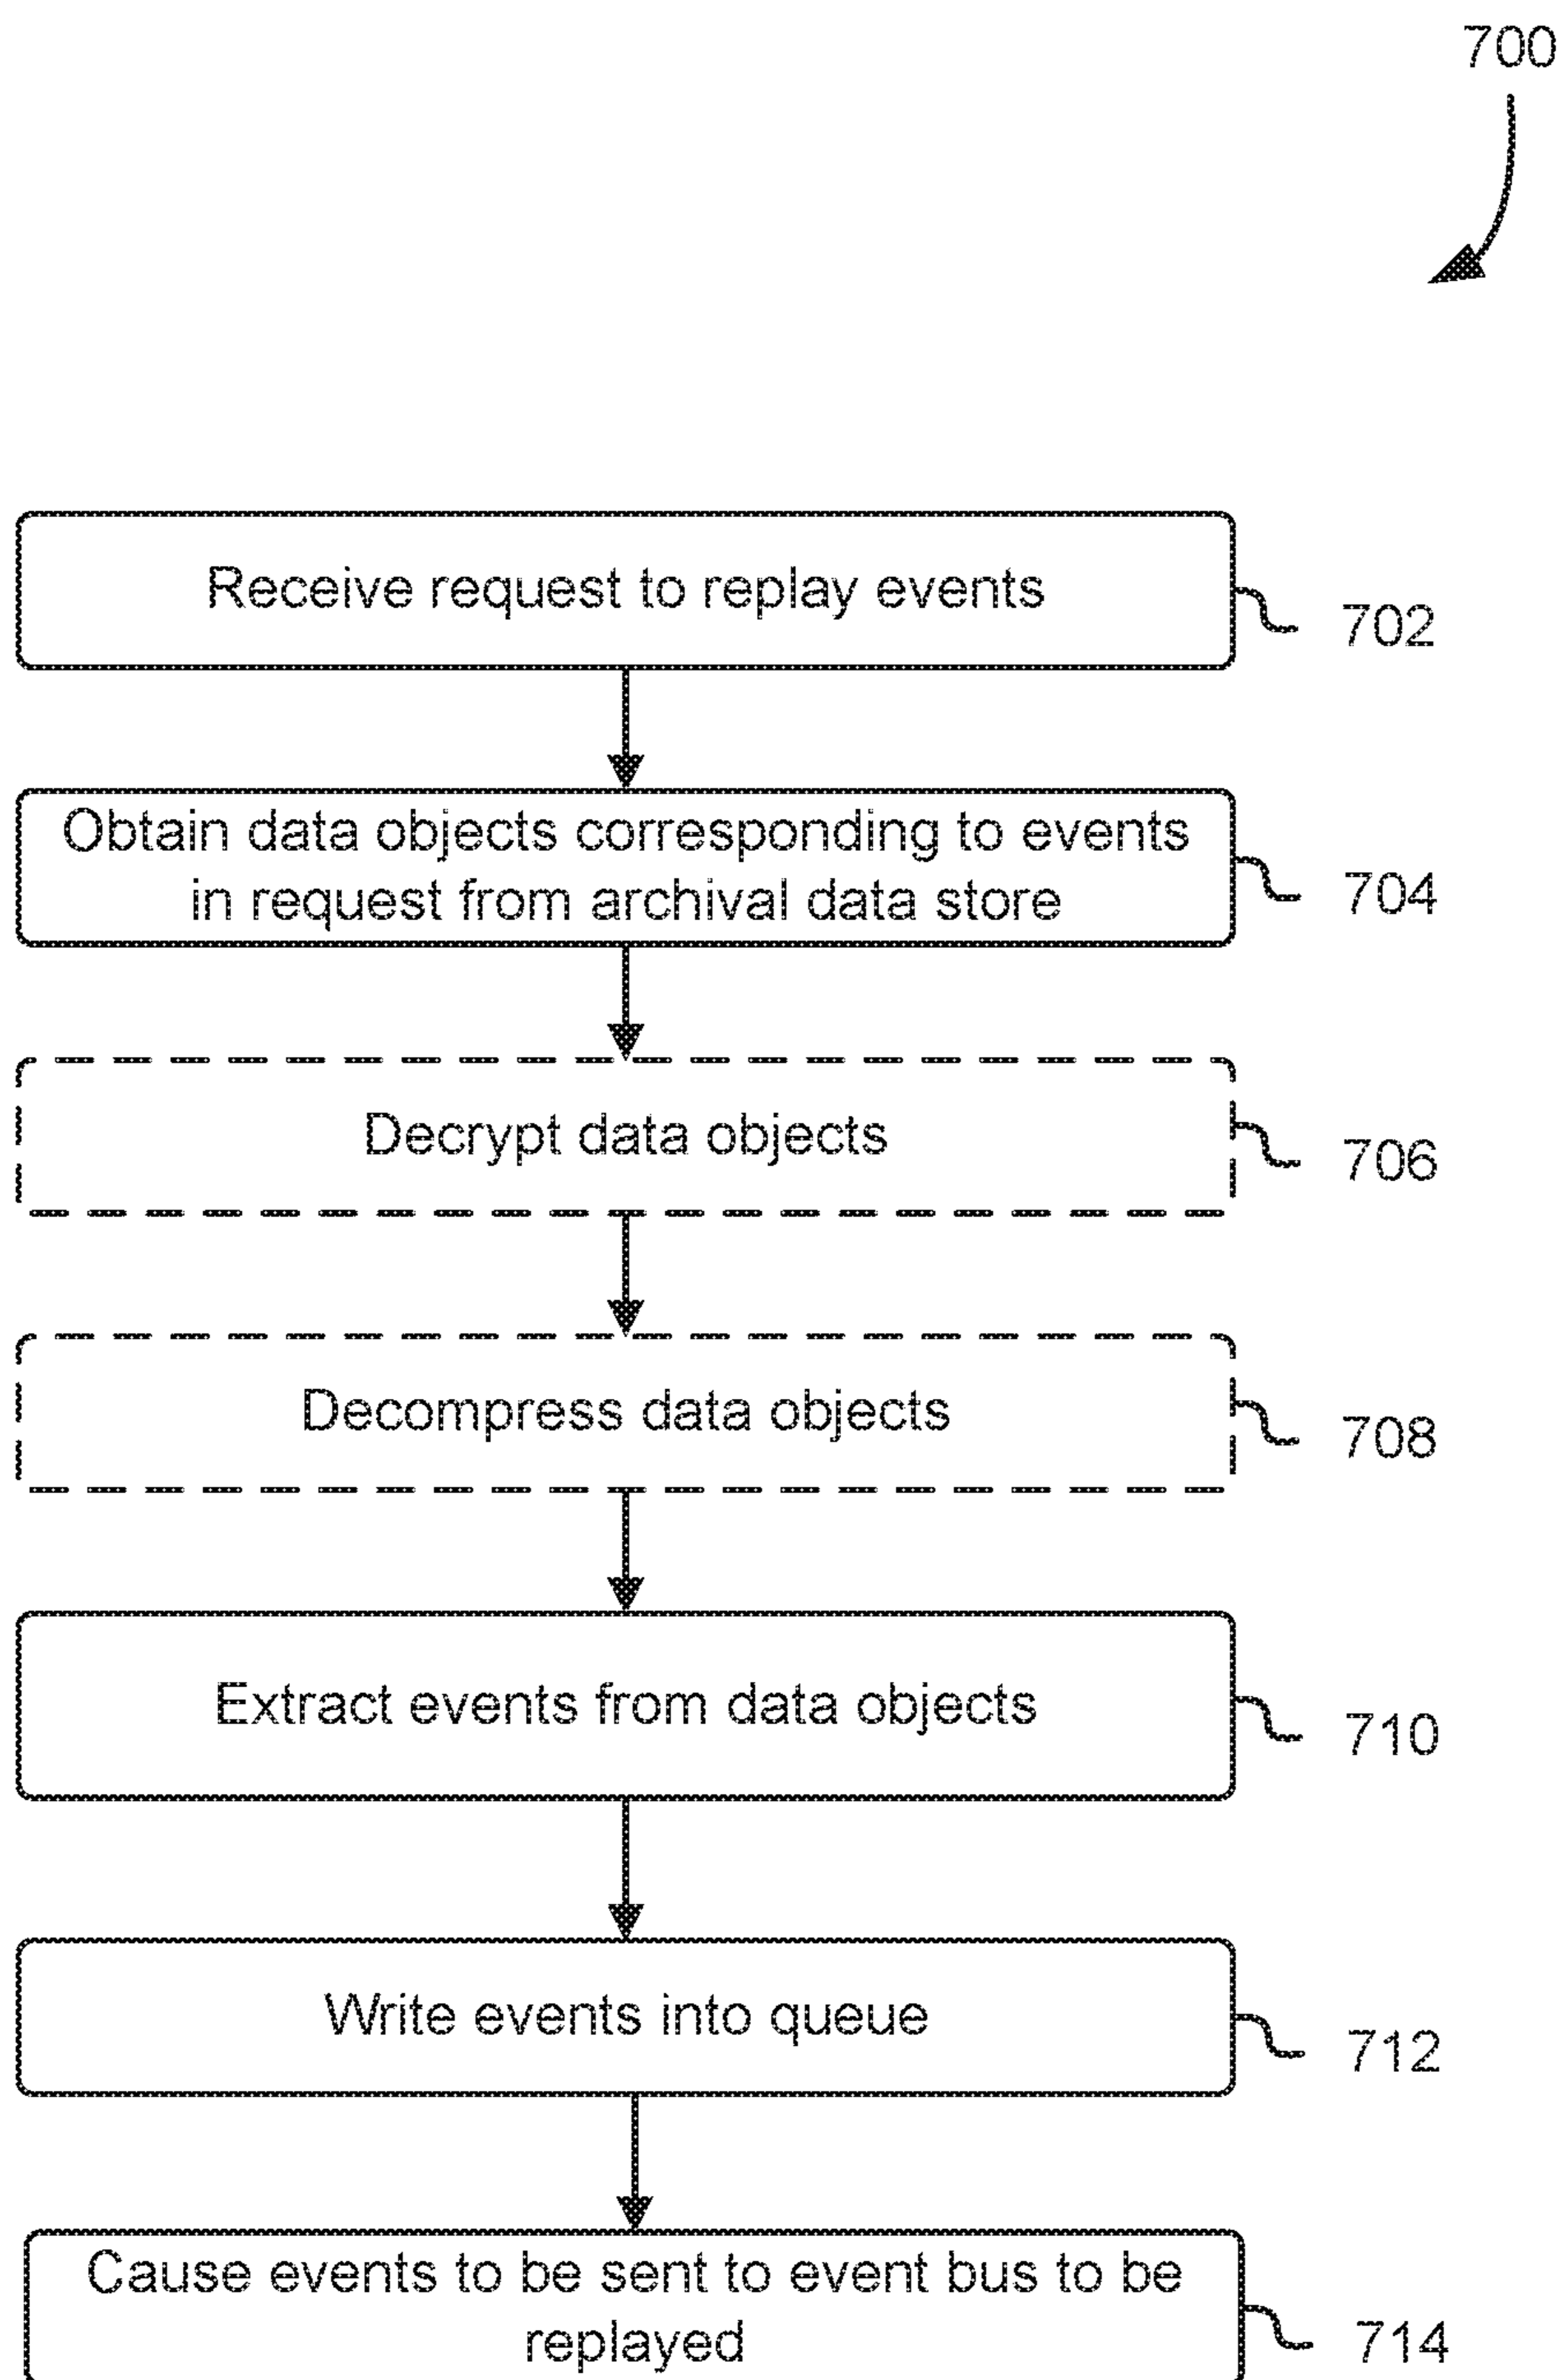 700
Receive request to replay events
702
Obtain data objects corresponding to events
in request from archival data store
704
Decrypt data objects
706
Decompress data objects
708
Extract events from data objects
710
Write events into queue
712
Cause events to be sent to event bus to be
replayed
714